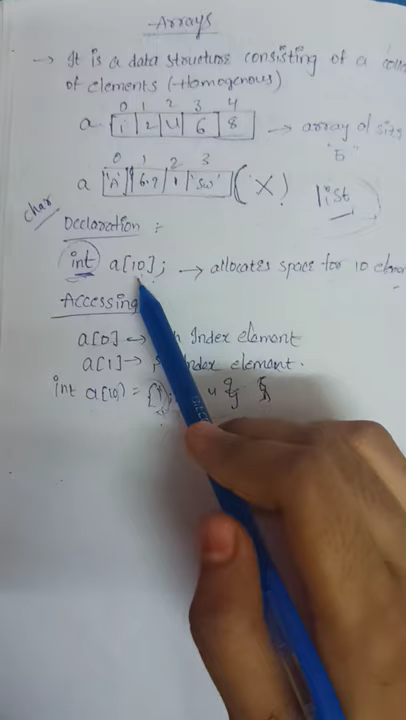 Arrays
→ It is a data structure consisting of a
of elements (Homogenous)
0 1 2 3 4
a 1 2 4 6 8 → array of size
"5"
0 1 2 3
a 'A' 6.7 1 'sw' (X) list
char
Declaration :-
int a[10]; → allocates space for 10
Accessing
a[0] → Index element
a[1] → Index element.
int a[10] = {1,